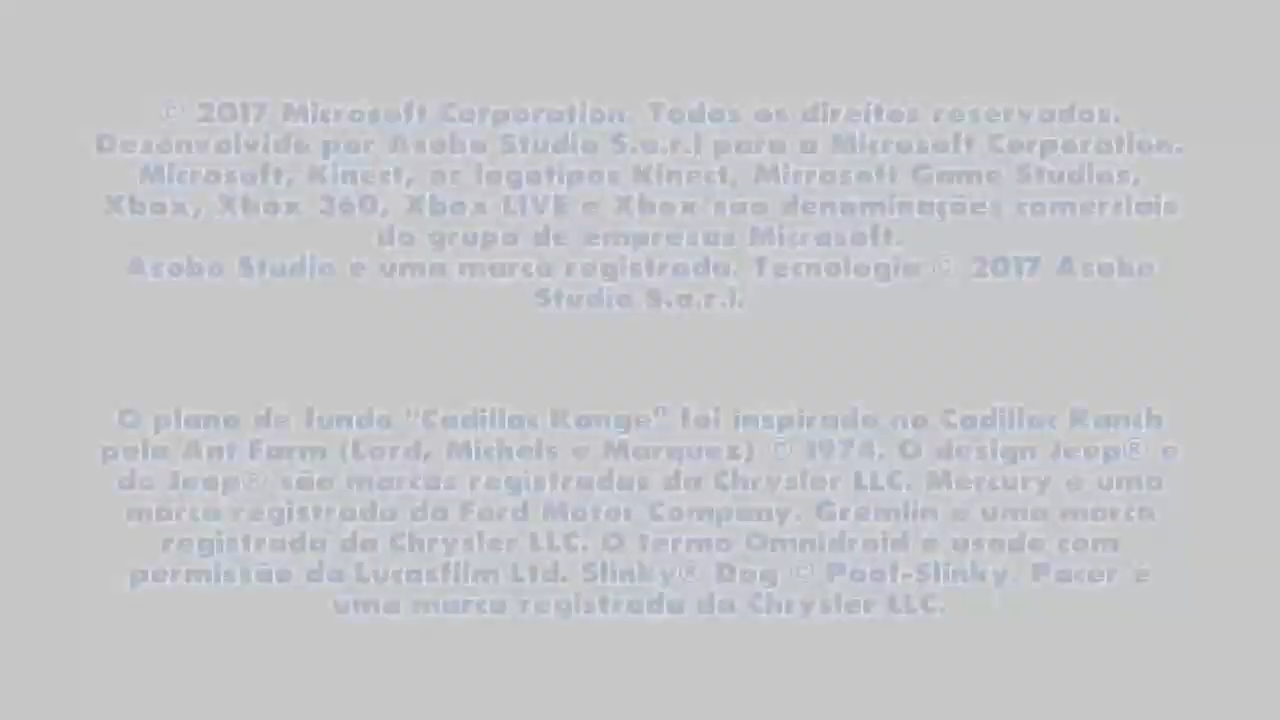 © 2017 Microsoft Corporation. Todos os direitos reservados.
Desenvolvido por Asobo Studio S.a.r.l para a Microsoft Corporation.
Microsoft, Kinect, os logotipos Kinect, Microsoft Game Studios,
Xbox, Xbox 360, Xbox LIVE e Xbox são denominações comerciais
do grupo de empresas Microsoft.
Asobo Studio é uma marca registrada. Tecnologia © 2017 Asobo
Studio S.a.r.l.
O plano de fundo "Cadillac Range" foi inspirado no Cadillac Ranch
pela Ant Farm (Lord, Michels e Marquez) © 1974. O design Jeep® e
do Jeep® são marcas registradas da Chrysler LLC. Mercury é uma
marca registrada da Ford Motor Company. Gremlin é uma marca
registrada da Chrysler LLC. O termo Omnidroid é usado com
permissão da Lucasfilm Ltd. Slinky® Dog © Poof-Slinky. Pacer é
uma marca registrada da Chrysler LLC.